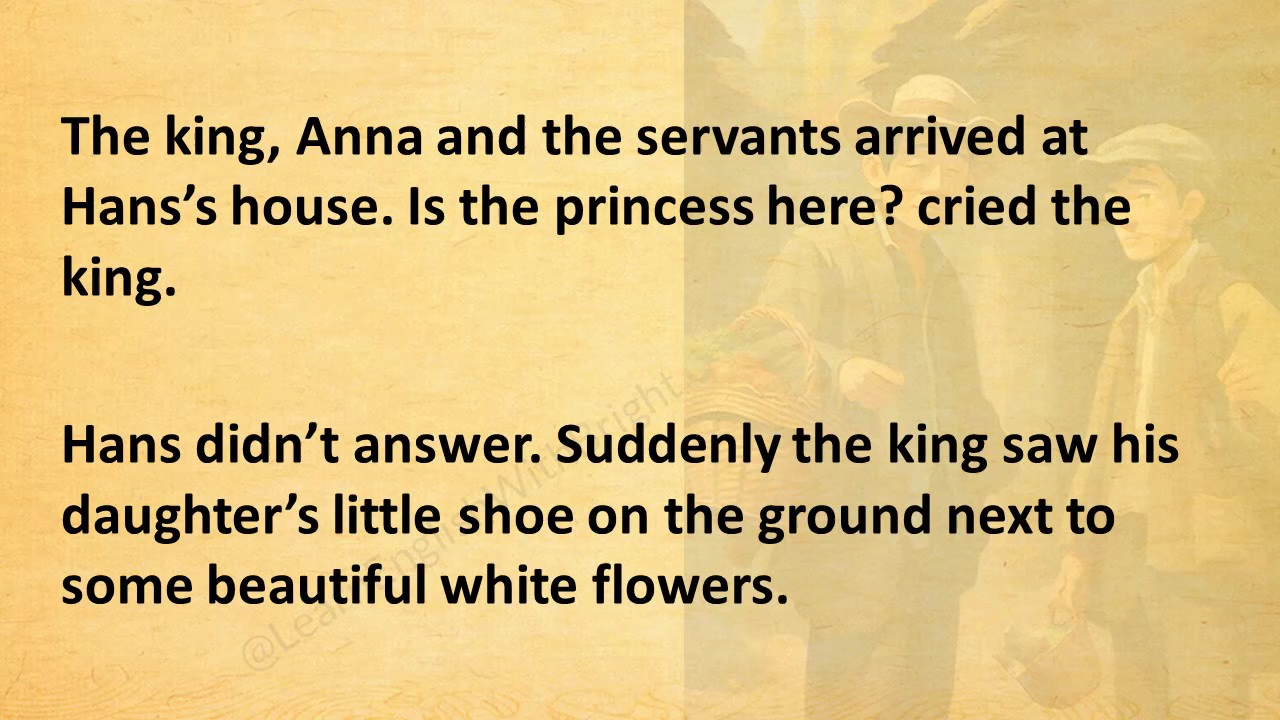 The king, Anna and the servants arrived at
Hans’s house. Is the princess here? cried the
king.
Hans didn’t answer. Suddenly the king saw his
daughter’s little shoe on the ground next to
some beautiful white flowers.